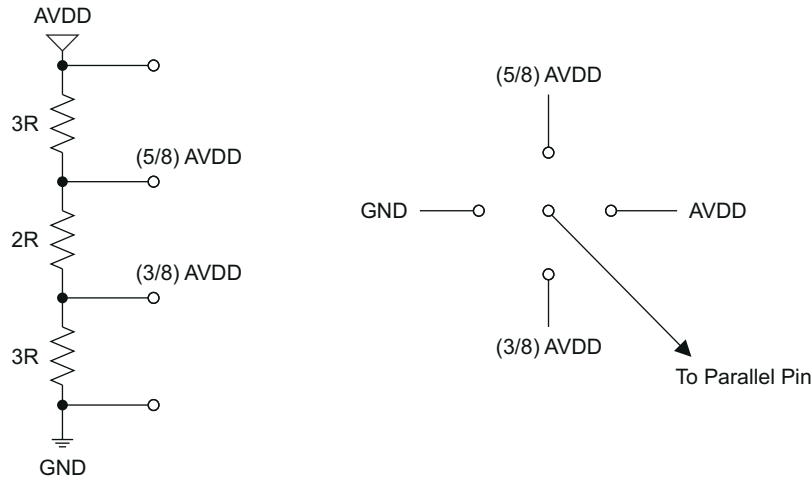 AVDD
3R
(5/8) AVDD
2R
(3/8) AVDD
3R
GND
(5/8) AVDD
GND
AVDD
(3/8) AVDD
To Parallel Pin